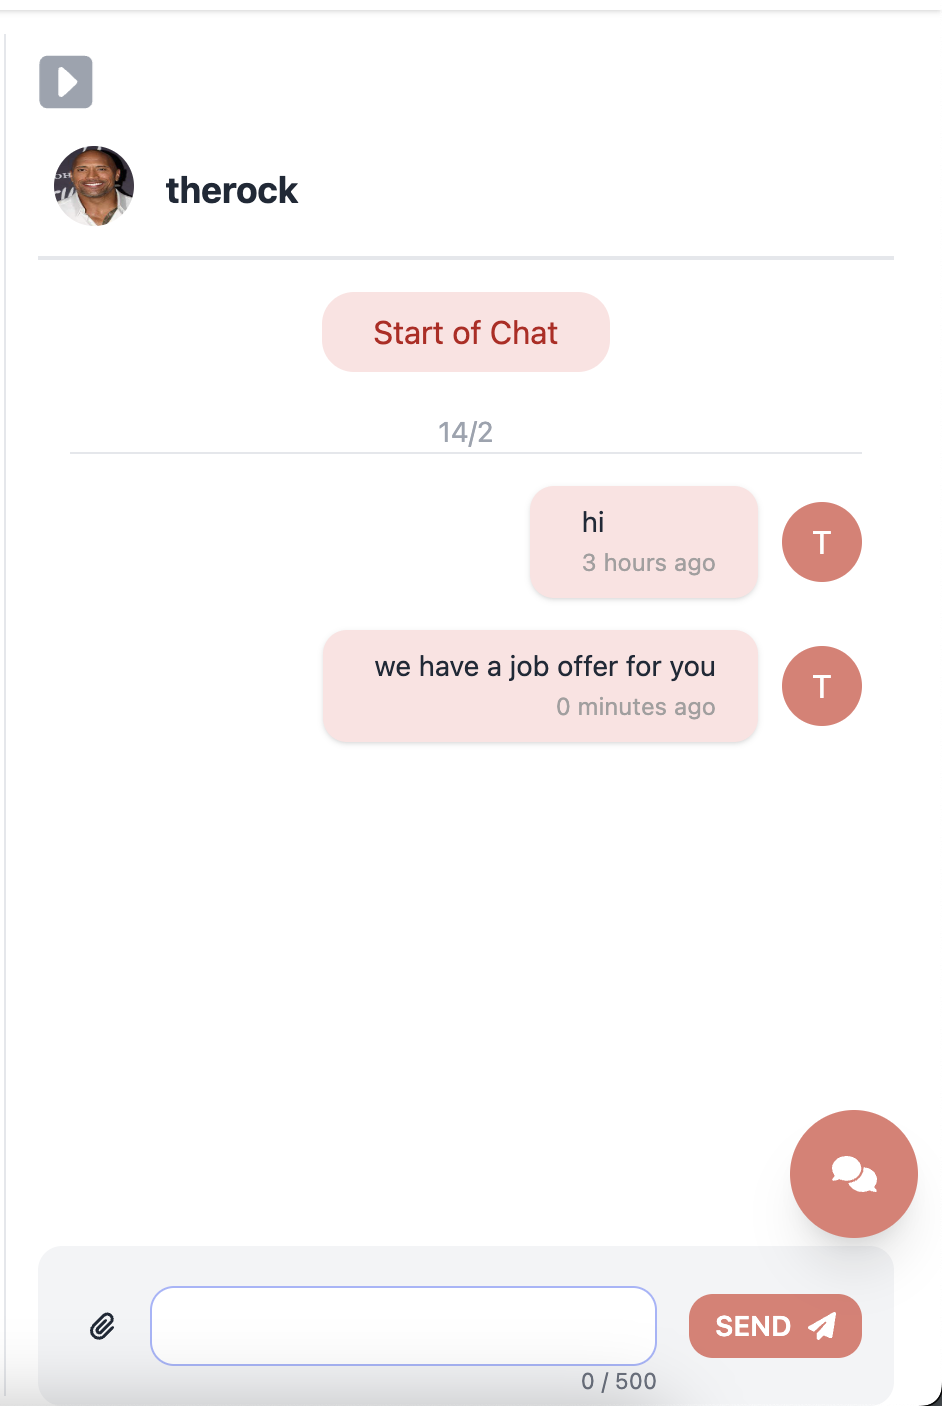 therock
Start of Chat
14/2
hi
3 hours ago
T
we have a job offer for you
0 minutes ago
T
SEND
0 / 500